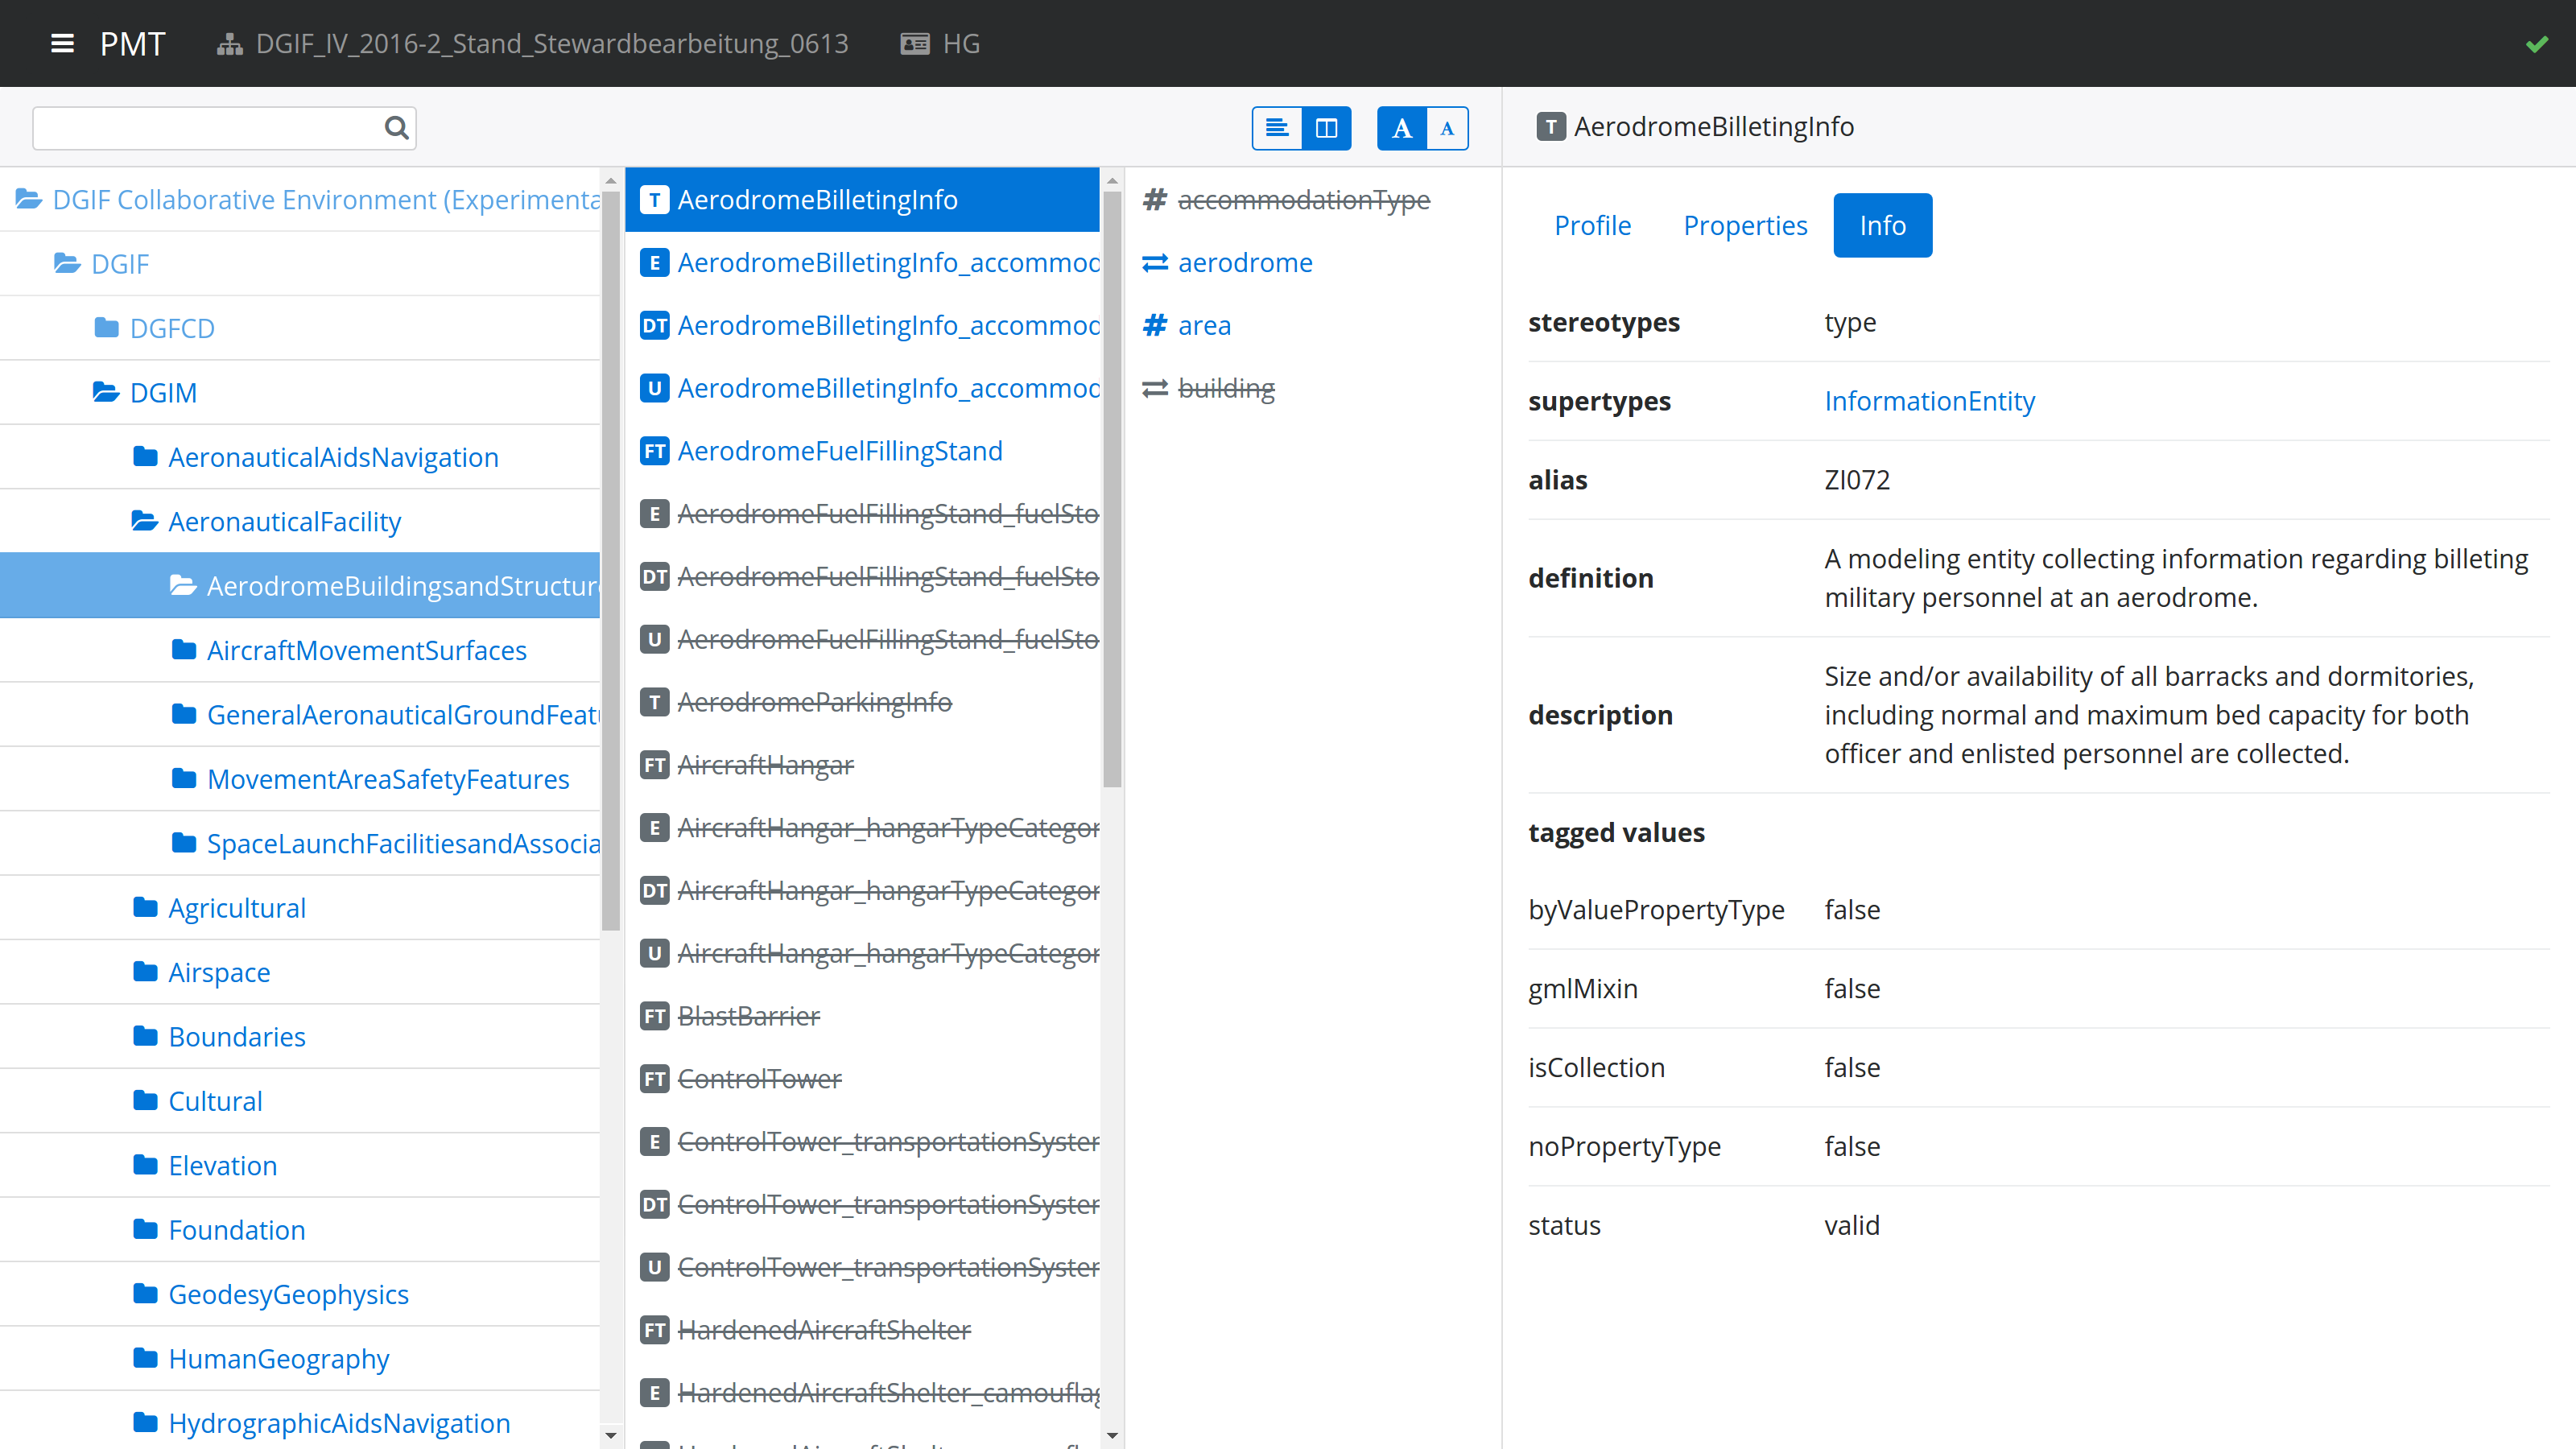 PMT
DGIF_IV_2016-2_Stand_Stewardbearbeitung_0613
HG
A A
T AerodromeBilletingInfo
DGIF Collaborative Environment (Experimenta
DGIF
DGFCD
DGIM
AeronauticalAidsNavigation
AeronauticalFacility
AerodromeBuildingsandStructure
AircraftMovementSurfaces
GeneralAeronauticalGroundFeatu
MovementAreaSafetyFeatures
SpaceLaunchFacilitiesandAssocia
Agricultural
Airspace
Boundaries
Cultural
Elevation
Foundation
GeodesyGeophysics
HumanGeography
HydrographicAidsNavigation
T AerodromeBilletingInfo
E AerodromeBilletingInfo_accommod
DT AerodromeBilletingInfo_accommod
U AerodromeBilletingInfo_accommod
FT AerodromeFuelFillingStand
E AerodromeFuelFillingStand_fuelSto
DT AerodromeFuelFillingStand_fuelSto
U AerodromeFuelFillingStand_fuelSto
T AerodromeParkingInfo
FT AircraftHangar
E AircraftHangar_hangarTypeCategor
DT AircraftHangar_hangarTypeCategor
U AircraftHangar_hangarTypeCategor
FT BlastBarrier
FT ControlTower
E ControlTower_transportationSyster
DT ControlTower_transportationSyster
U ControlTower_transportationSyster
FT HardenedAircraftShelter
E HardenedAircraftShelter_camouflag
# accommodationType
aerodrome
# area
building
Profile Properties Info
stereotypes type
supertypes InformationEntity
alias ZI072
definition A modeling entity collecting information regarding billeting
military personnel at an aerodrome.
description Size and/or availability of all barracks and dormitories,
including normal and maximum bed capacity for both
officer and enlisted personnel are collected.
tagged values
byValuePropertyType false
gmlMixin false
isCollection false
noPropertyType false
status valid